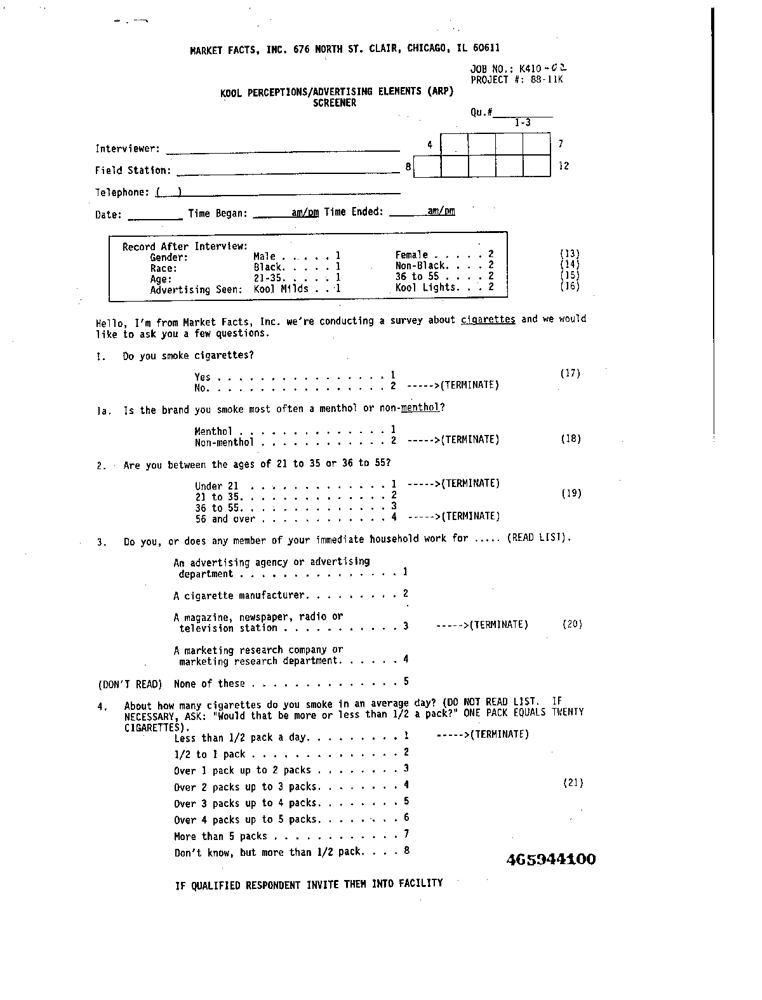 MARKET FACTS, INC. 676 NORTH ST. CLAIR, CHICAGO, IL 60611
JOB NO.: K410-02
PROJECT #: 88-11K
KOOL PERCEPTIONS/ADVERTISING ELEMENTS (ARP)
SCREENER
Qu.#________
1-3
Interviewer: ________ 4 7
Field Station: ________ 8 12
Telephone: ( )
Date: ________ Time Began: ______am/pm Time Ended: ______am/pm
Record After Interview:
Gender: Male . . . . . 1 Female . . . . . 2 (13)
Race: Black. . . . . 1 Non-Black. . . . 2 (14)
Age: 21-35. . . . . 1 36 to 55 . . . . 2 (15)
Advertising Seen: Kool Milds . . 1 Kool Lights. . . 2 (16)
Hello, I'm from Market Facts, Inc. we're conducting a survey about cigarettes and we would
like to ask you a few questions.
1. Do you smoke cigarettes?
Yes . . . . . . . . . . . . . . . . 1 (17)
No. . . . . . . . . . . . . . . . . 2 ----->(TERMINATE)
1a. Is the brand you smoke most often a menthol or non-menthol?
Menthol . . . . . . . . . . . . . . 1
Non-menthol . . . . . . . . . . . . 2 ----->(TERMINATE) (18)
2. Are you between the ages of 21 to 35 or 36 to 55?
Under 21 . . . . . . . . . . . . . 1 ----->(TERMINATE)
21 to 35. . . . . . . . . . . . . . 2 (19)
36 to 55. . . . . . . . . . . . . . 3
56 and over . . . . . . . . . . . . 4 ----->(TERMINATE)
3. Do you, or does any member of your immediate household work for ..... (READ LIST).
An advertising agency or advertising
department . . . . . . . . . . . . . . . 1
A cigarette manufacturer. . . . . . . . . 2
A magazine, newspaper, radio or
television station . . . . . . . . . . . 3 ----->(TERMINATE) (20)
A marketing research company or
marketing research department. . . . . . 4
(DON'T READ) None of these . . . . . . . . . . . . . . 5
4. About how many cigarettes do you smoke in an average day? (DO NOT READ LIST. IF
NECESSARY, ASK: "Would that be more or less than 1/2 a pack?" ONE PACK EQUALS TWENTY
CIGARETTES).
Less than 1/2 pack a day. . . . . . . . . 1 ----->(TERMINATE)
1/2 to 1 pack . . . . . . . . . . . . . . 2
Over 1 pack up to 2 packs . . . . . . . . 3
Over 2 packs up to 3 packs. . . . . . . . 4 (21)
Over 3 packs up to 4 packs. . . . . . . . 5
Over 4 packs up to 5 packs. . . . . . . . 6
More than 5 packs . . . . . . . . . . . . 7
Don't know, but more than 1/2 pack. . . . 8
465944100
IF QUALIFIED RESPONDENT INVITE THEM INTO FACILITY